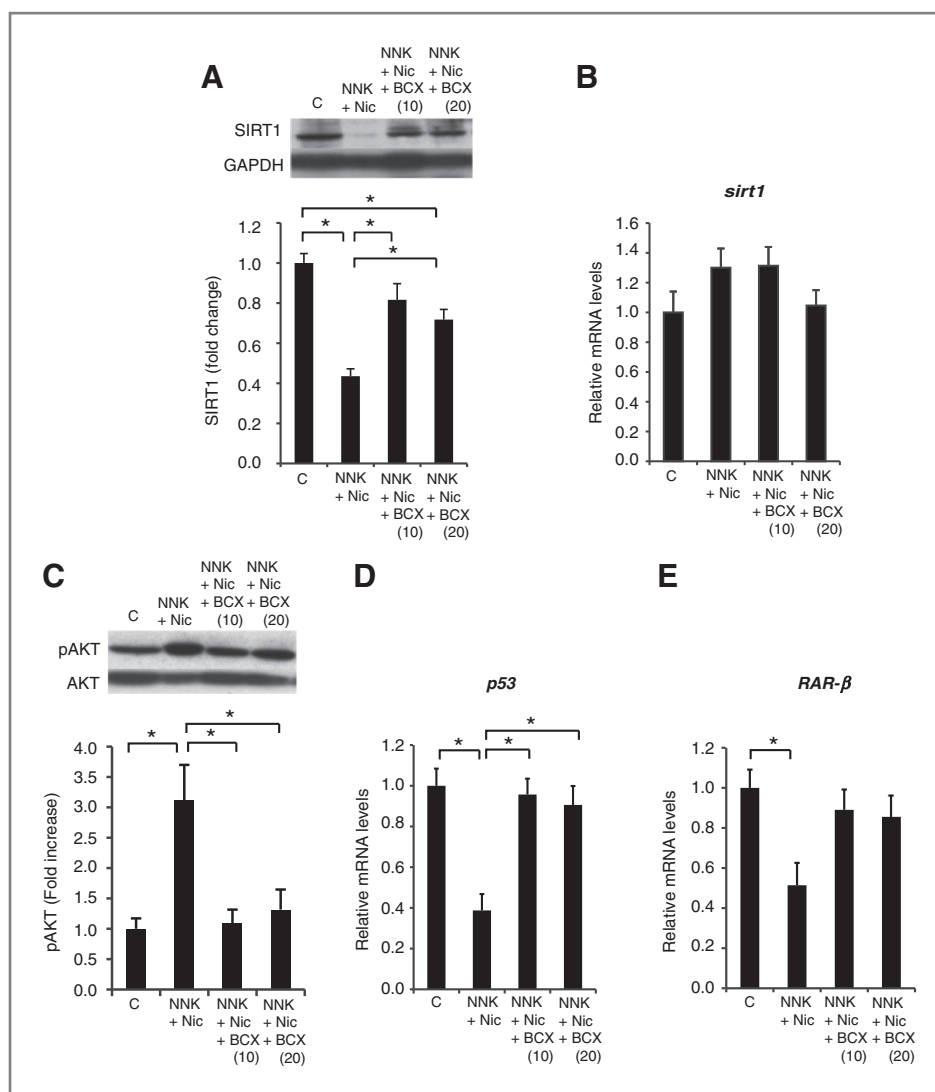 A
C
NNK
+ Nic
NNK
+ Nic
+ BCX
(10)
NNK
+ Nic
+ BCX
(20)
SIRT1
GAPDH
* 
* *
*
SIRT1 (fold change)
1.2
1.0
0.8
0.6
0.4
0.2
0.0
C
NNK
+ Nic
NNK
+ Nic
+ BCX
(10)
NNK
+ Nic
+ BCX
(20)
B
sirt1
Relative mRNA levels
1.6
1.4
1.2
1.0
0.8
0.6
0.4
0.2
0.0
C
NNK
+ Nic
NNK
+ Nic
+ BCX
(10)
NNK
+ Nic
+ BCX
(20)
C
C
NNK
+ Nic
NNK
+ Nic
+ BCX
(10)
NNK
+ Nic
+ BCX
(20)
pAKT
AKT
*
* *
pAKT (Fold increase)
4.0
3.5
3.0
2.5
2.0
1.5
1.0
0.5
0.0
C
NNK
+ Nic
NNK
+ Nic
+ BCX
(10)
NNK
+ Nic
+ BCX
(20)
D
p53
*
* *
Relative mRNA levels
1.2
1.0
0.8
0.6
0.4
0.2
0.0
C
NNK
+ Nic
NNK
+ Nic
+ BCX
(10)
NNK
+ Nic
+ BCX
(20)
E
RAR-β
*
Relative mRNA levels
1.2
1.0
0.8
0.6
0.4
0.2
0.0
C
NNK
+ Nic
NNK
+ Nic
+ BCX
(10)
NNK
+ Nic
+ BCX
(20)